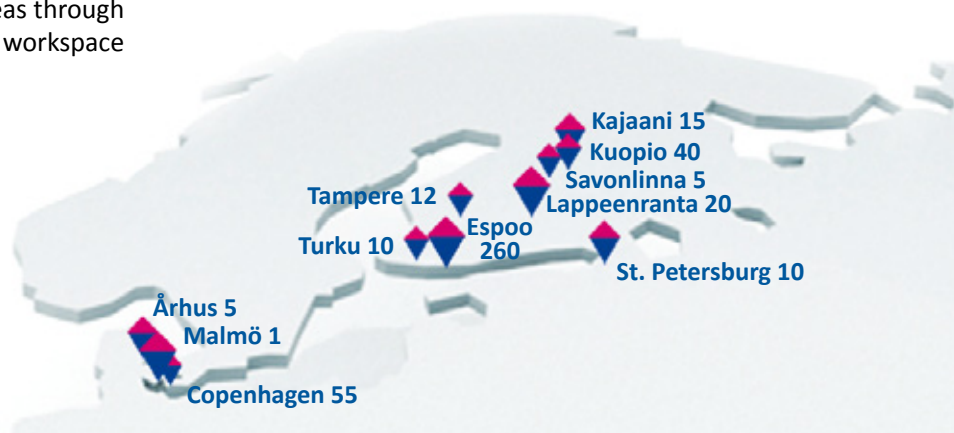 eas through
workspace
Kajaani 15
Kuopio 40
Savonlinna 5
Tampere 12
Lappeenranta 20
Espoo
260
Turku 10
St. Petersburg 10
Århus 5
Malmö 1
Copenhagen 55